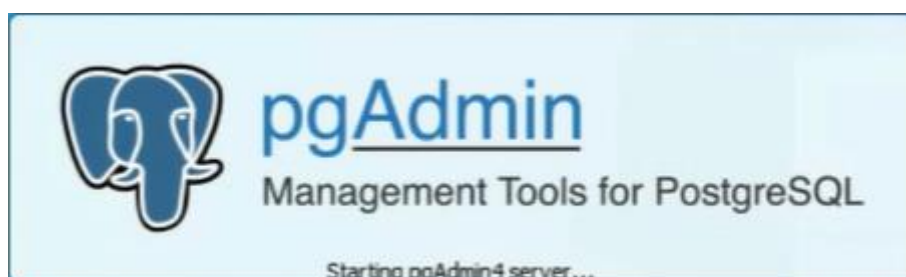 pgAdmin
Management Tools for PostgreSQL
Starting pgAdmin4 server...